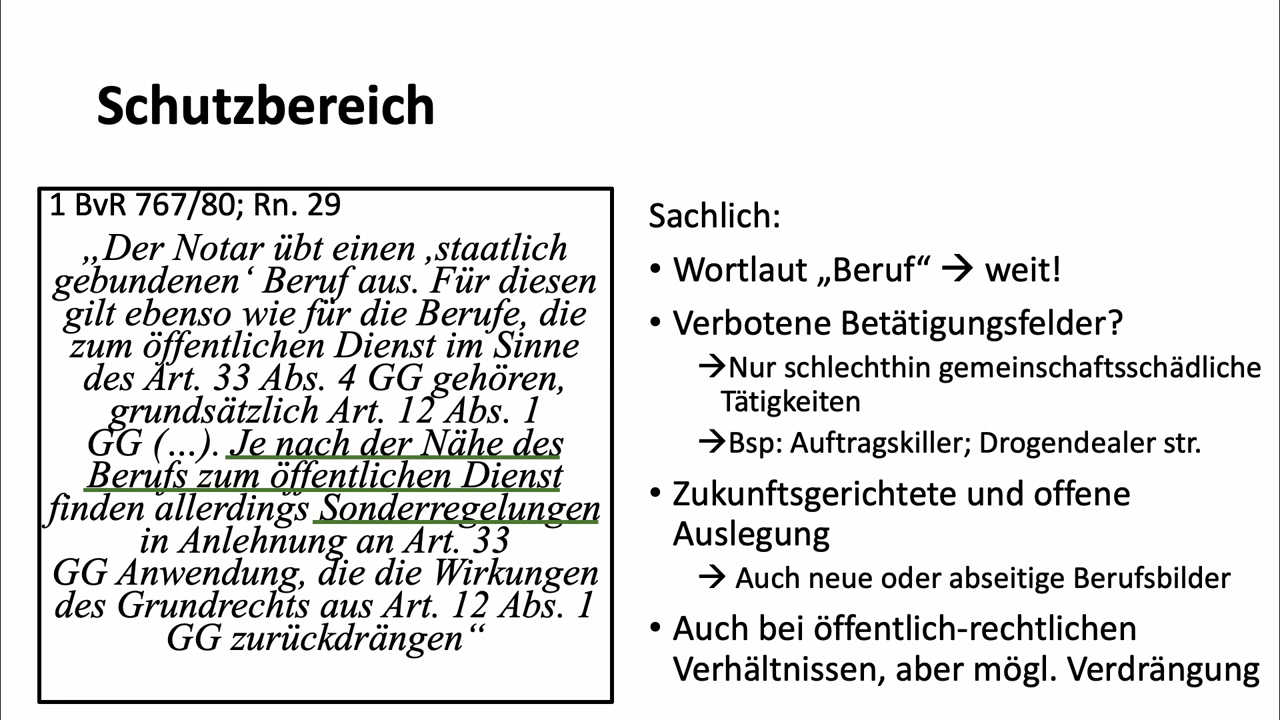 Schutzbereich
1 BvR 767/80; Rn. 29
„Der Notar übt einen ‚staatlich
gebundenen‘ Beruf aus. Für diesen
gilt ebenso wie für die Berufe, die
zum öffentlichen Dienst im Sinne
des Art. 33 Abs. 4 GG gehören,
grundsätzlich Art. 12 Abs. 1
GG (…). Je nach der Nähe des
Berufs zum öffentlichen Dienst
finden allerdings Sonderregelungen
in Anlehnung an Art. 33
GG Anwendung, die die Wirkungen
des Grundrechts aus Art. 12 Abs. 1
GG zurückdrängen“
Sachlich:
• Wortlaut „Beruf“ → weit!
• Verbotene Betätigungsfelder?
→Nur schlechthin gemeinschaftsschädliche
Tätigkeiten
→Bsp: Auftragskiller; Drogendealer str.
• Zukunftsgerichtete und offene
Auslegung
→ Auch neue oder abseitige Berufsbilder
• Auch bei öffentlich-rechtlichen
Verhältnissen, aber mögl. Verdrängung